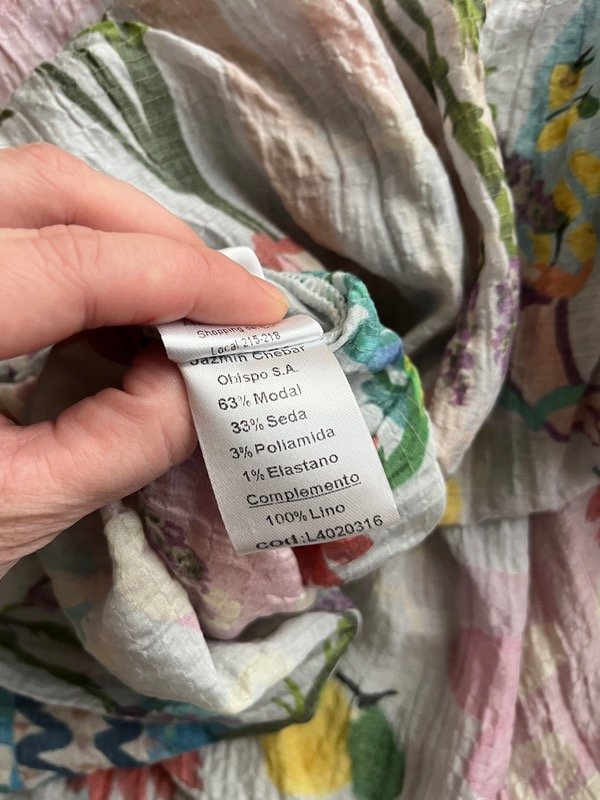 Shopping
Local 215-218
Jazmin Chebar
Obispo S.A.
63% Modal
33% Seda
3% Poliamida
1% Elastano
Complemento
100% Lino
cod:L4020316